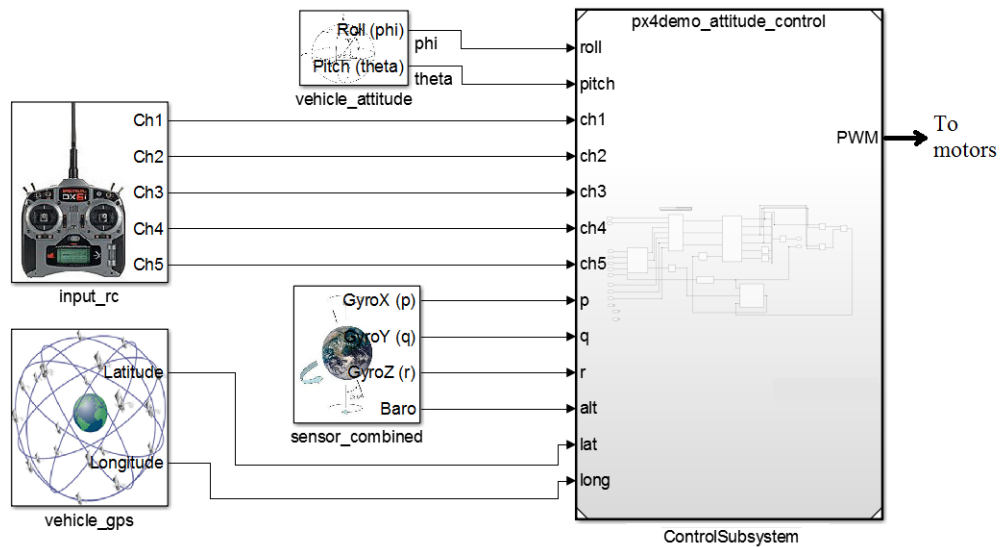 px4demo_attitude_control
Roll (phi)
phi
Pitch (theta)
theta
vehicle_attitude
roll
pitch
Ch1
Ch2
Ch3
Ch4
Ch5
DX6i
input_rc
ch1
ch2
ch3
ch4
ch5
PWM
To
motors
GyroX (p)
GyroY (q)
GyroZ (r)
Baro
sensor_combined
p
q
r
alt
lat
long
Latitude
Longitude
vehicle_gps
ControlSubsystem